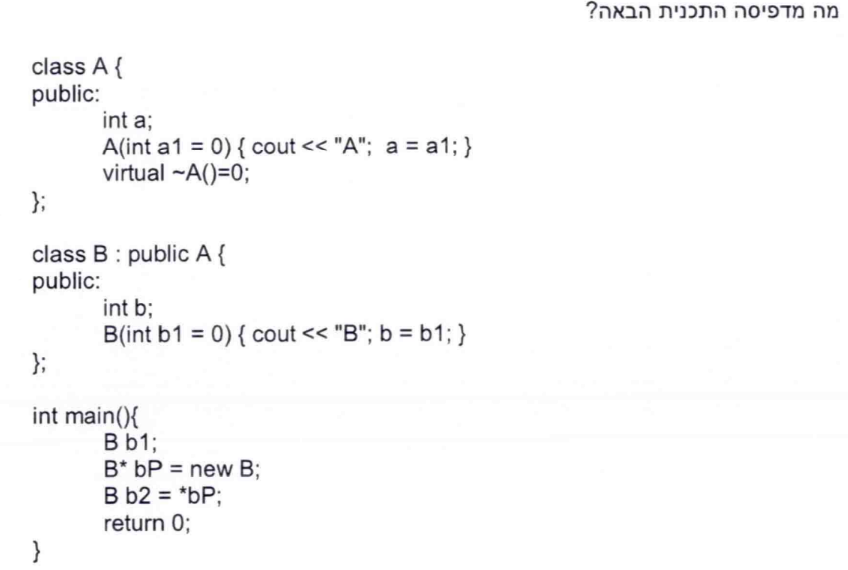 מה מדפיסה התכנית הבאה?
class A {
public:
int a;
A(int a1 = 0) { cout << "A"; a = a1; }
virtual ~A()=0;
};
class B : public A {
public:
int b;
B(int b1 = 0) { cout << "B"; b = b1; }
};
int main(){
B b1;
B* bP = new B;
B b2 = *bP;
return 0;
}